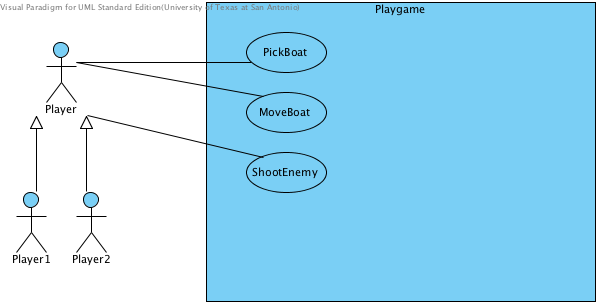 Visual Paradigm for UML Standard Edition(University of Texas at San Antonio)
Playgame
PickBoat
Player
MoveBoat
ShootEnemy
Player1
Player2